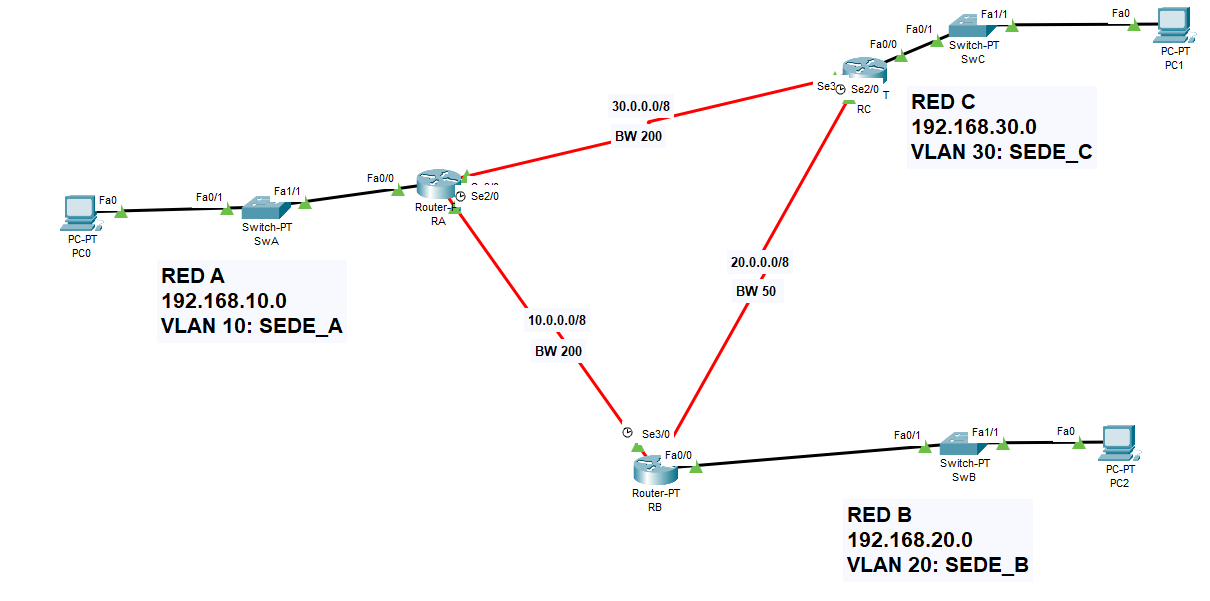 Fa0/1
Fa1/1
Fa0
Switch-PT
SwC
PC-PT
PC1
Fa0/0
Se2/0
T
RC
RED C
192.168.30.0
VLAN 30: SEDE_C
30.0.0.0/8
BW 200
Fa0
Fa0/1
Fa1/1
Fa0/0
Se2/0
RA
PC-PT
PC0
Switch-PT
SwA
RED A
192.168.10.0
VLAN 10: SEDE_A
20.0.0.0/8
BW 50
10.0.0.0/8
BW 200
Se3/0
Fa0/0
Router-PT
RB
Fa0/1
Fa1/1
Fa0
Switch-PT
SwB
PC-PT
PC2
RED B
192.168.20.0
VLAN 20: SEDE_B